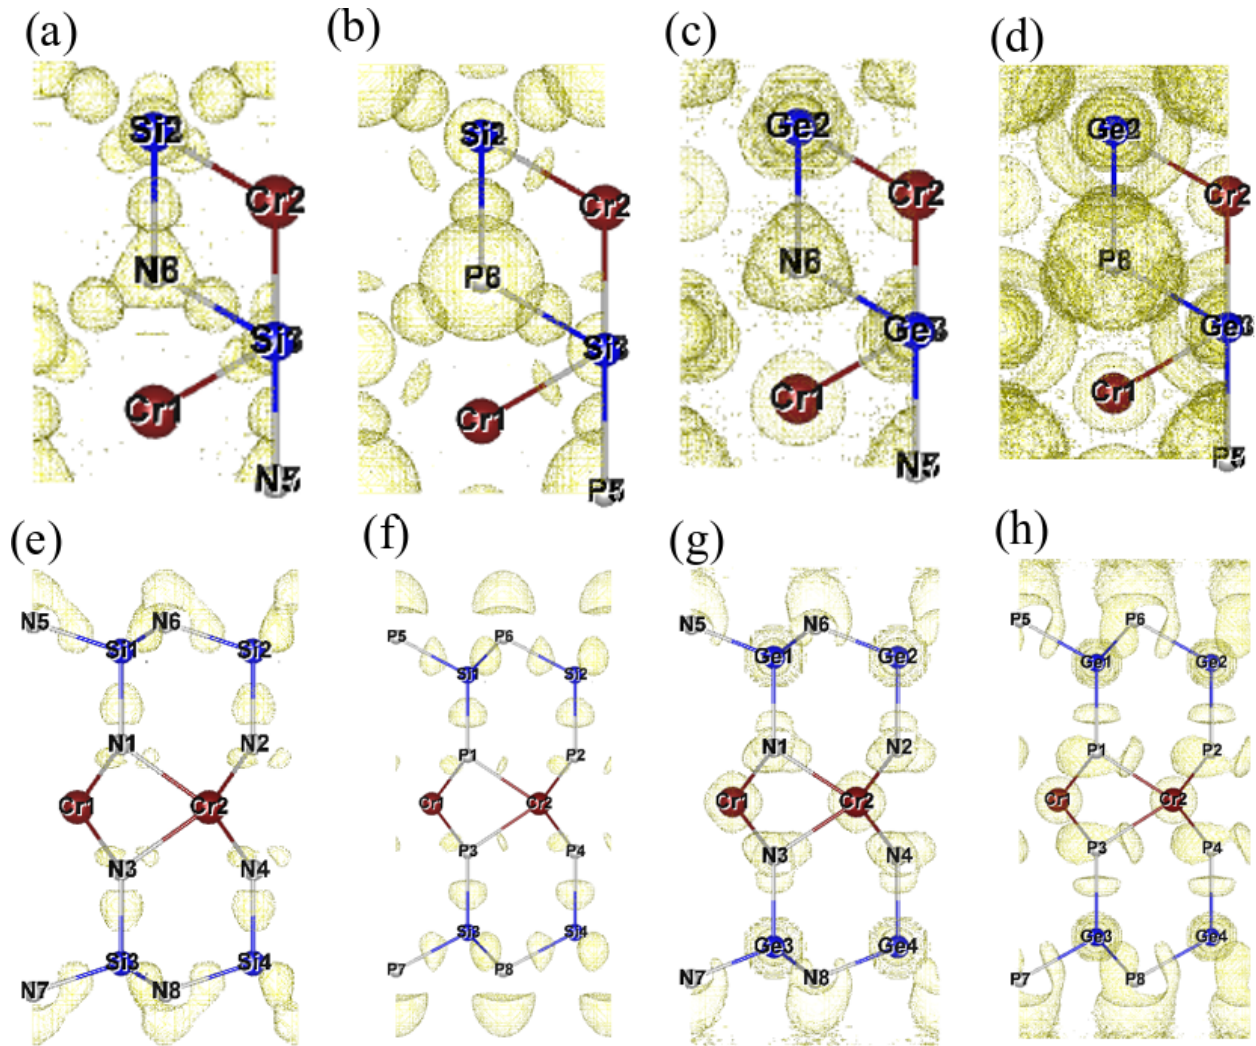 (a) (b) (c) (d)
Si2 Si2 Ge2 Ge2
Cr2 Cr2 Cr2 Cr2
N6 P6 N6 P6
Ge3 Ge3
Cr1 Cr1 Cr1 Cr1
N5 P5 N5 P5
(e) (f) (g) (h)
N5 N6 P5 P6 N5 N6 P5 P6
Si1 Si2 Si1 Si2 Ge1 Ge2 Ge1 Ge2
N1 N2 P1 P2 N1 N2 P1 P2
Cr1 Cr2 Cr1 Cr2 Cr1 Cr2 Cr1 Cr2
N3 N4 P3 P4 N3 N4 P3 P4
Si3 Si4 Si3 Si4 Ge3 Ge4 Ge3 Ge4
N7 N8 P7 P8 N7 N8 P7 P8